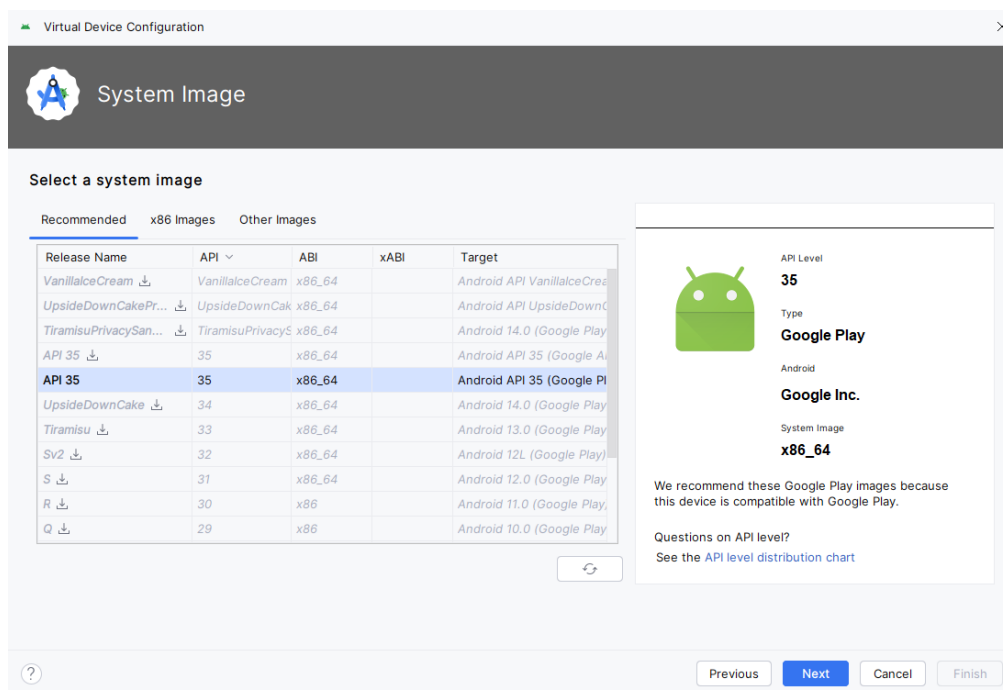 Virtual Device Configuration
System Image
Select a system image
Recommended x86 Images Other Images
Release Name API ABI xABI Target
VanillaIceCream VanillaIceCream x86_64 Android API VanillaIceCrea
UpsideDownCakePr... UpsideDownCak x86_64 Android API UpsideDownC
TiramisuPrivacySan... TiramisuPrivacyS x86_64 Android 14.0 (Google Play
API 35 35 x86_64 Android API 35 (Google A
API 35 35 x86_64 Android API 35 (Google Pl
UpsideDownCake 34 x86_64 Android 14.0 (Google Play
Tiramisu 33 x86_64 Android 13.0 (Google Play
Sv2 32 x86_64 Android 12L (Google Play)
S 31 x86_64 Android 12.0 (Google Play
R 30 x86 Android 11.0 (Google Play
Q 29 x86 Android 10.0 (Google Play
API Level
35
Type
Google Play
Android
Google Inc.
System Image
x86_64
We recommend these Google Play images because
this device is compatible with Google Play.
Questions on API level?
See the API level distribution chart
?
Previous Next Cancel Finish